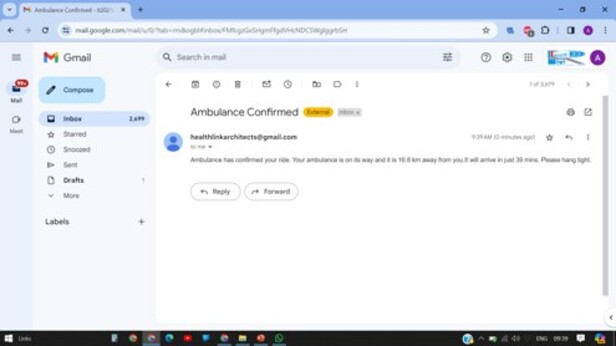 Ambulance Confirmed - 6202
mail.google.com/mail/u/0/?tab=rm&ogbl#inbox/
Gmail
Search in mail
99+
Mail
Compose
1 of 3,679
Inbox 2,699
Ambulance Confirmed External Inbox x
Meet
Starred
healthlinkarchitects@gmail.com 9:39 AM (0 minutes ago)
to me
Snoozed
Sent
Ambulance has confirmed your ride. Your ambulance is on its way and it is 16.6 km away from you.It will arrive in just 39 mins. Please hang tight.
Drafts 1
More
Reply Forward
Labels
Links ENG 09:39